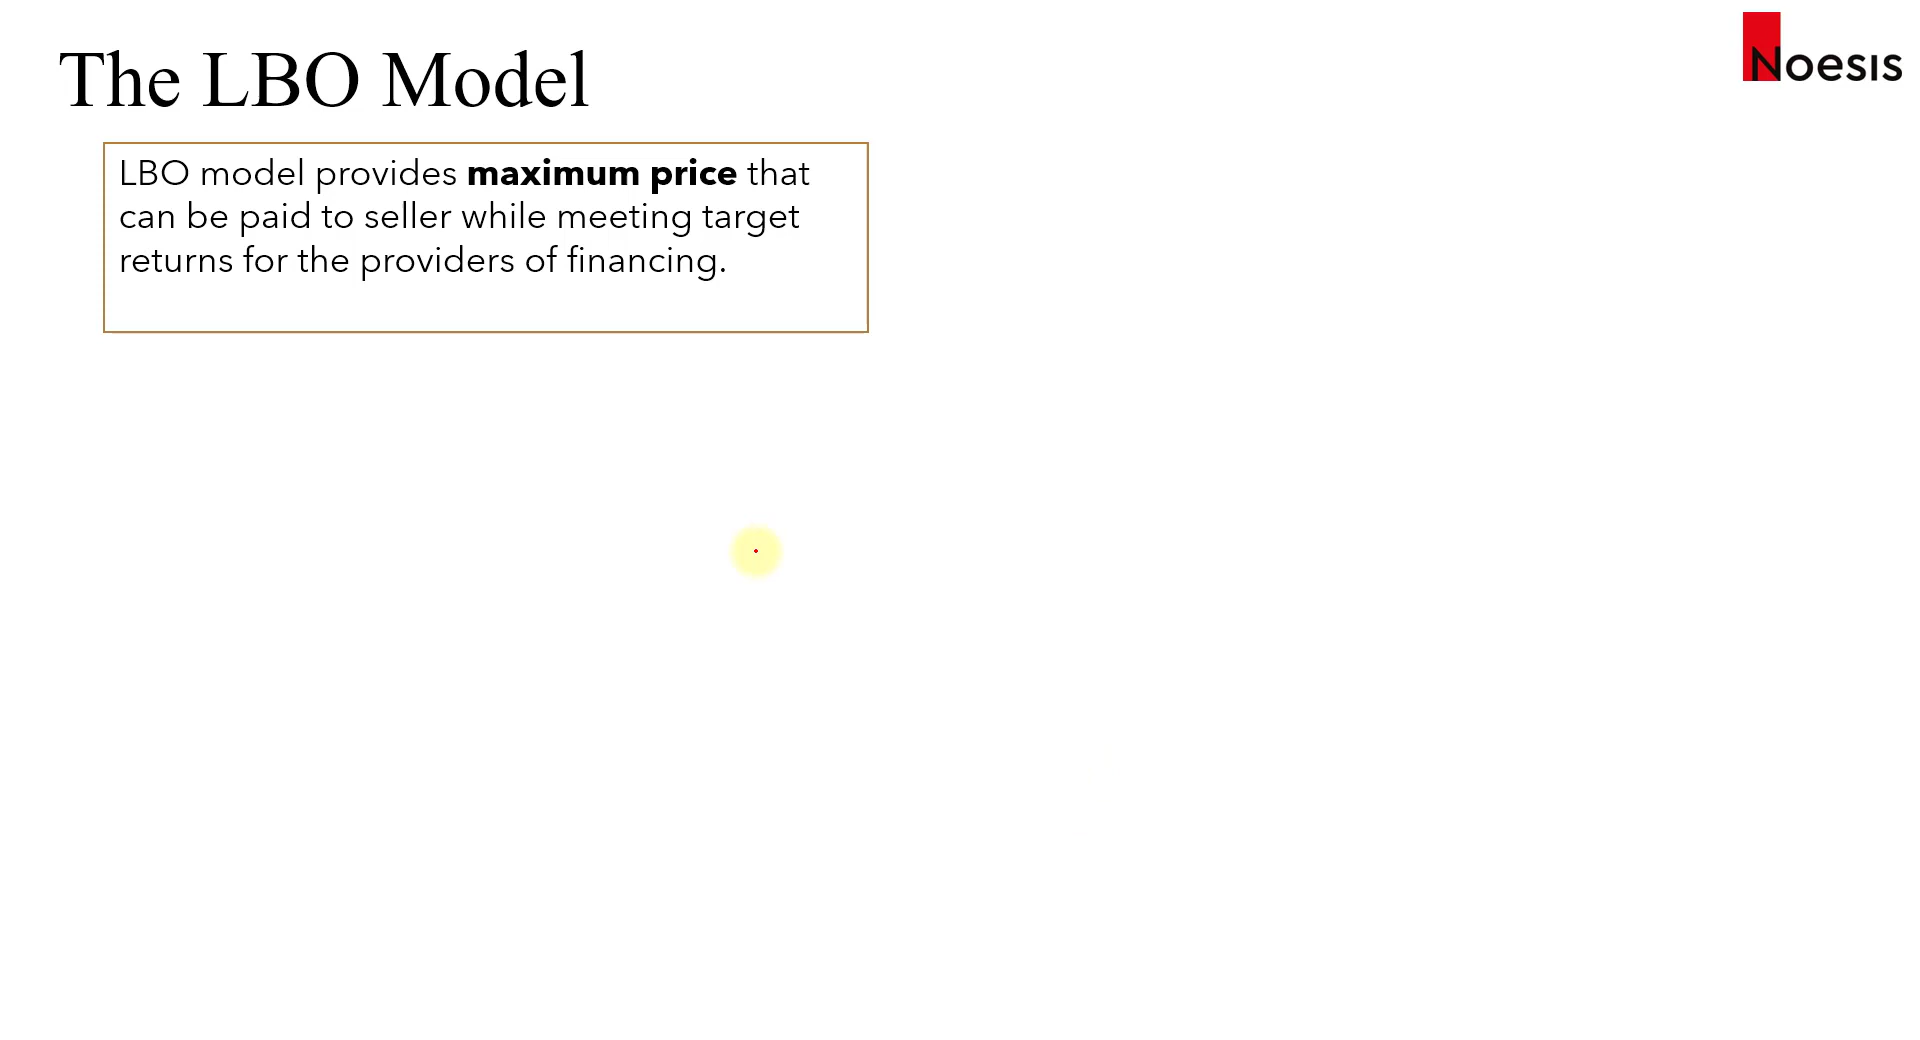 The LBO Model
Noesis
LBO model provides maximum price that
can be paid to seller while meeting target
returns for the providers of financing.